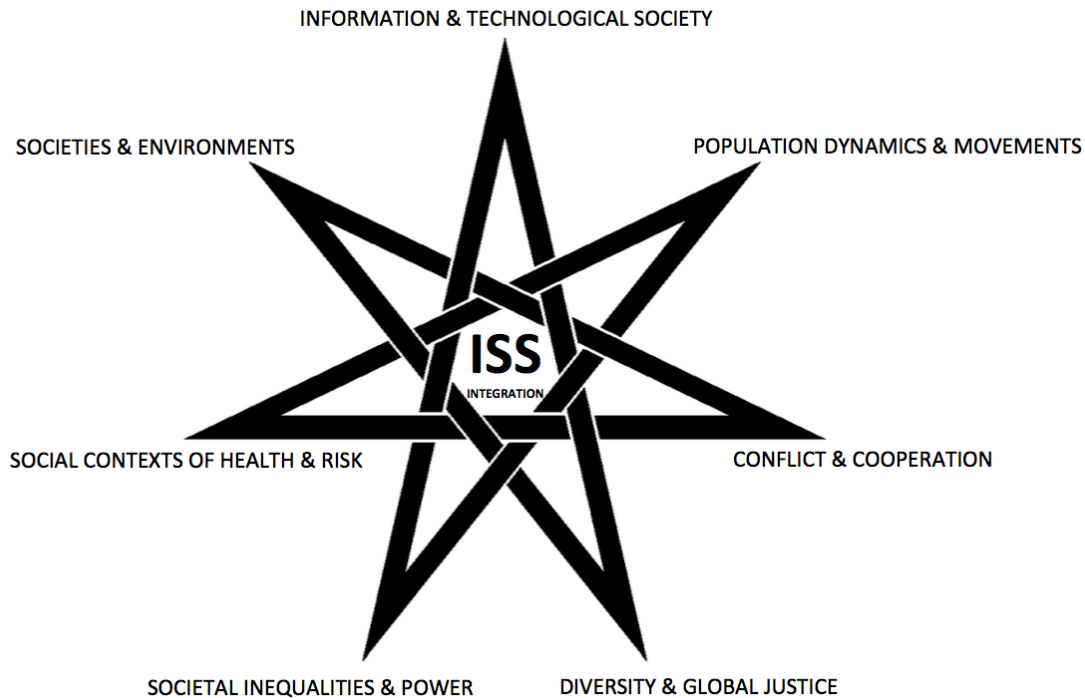 INFORMATION & TECHNOLOGICAL SOCIETY
SOCIETIES & ENVIRONMENTS
POPULATION DYNAMICS & MOVEMENTS
ISS
INTEGRATION
SOCIAL CONTEXTS OF HEALTH & RISK
CONFLICT & COOPERATION
SOCIETAL INEQUALITIES & POWER
DIVERSITY & GLOBAL JUSTICE